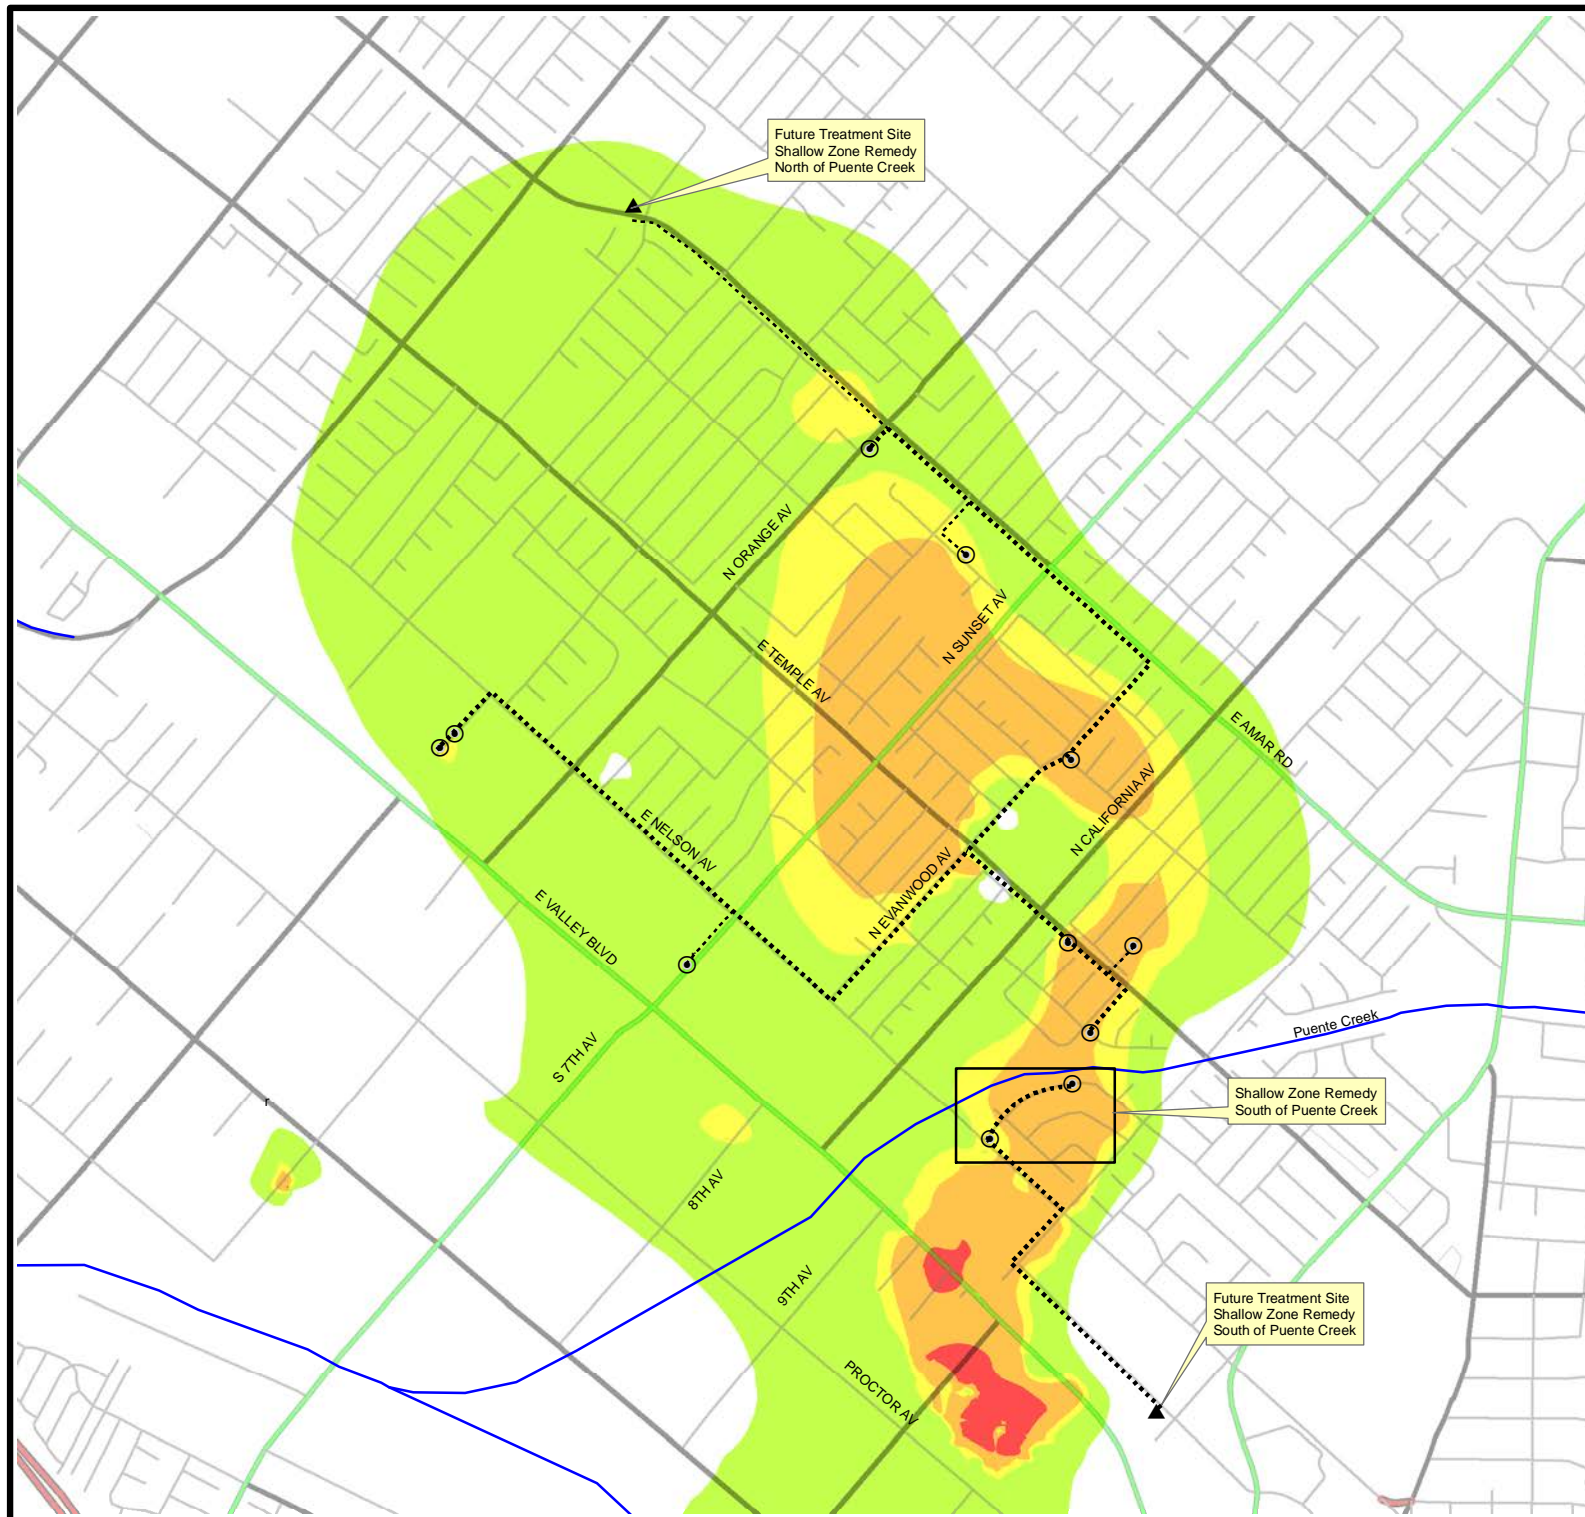 Future Treatment Site
Shallow Zone Remedy
North of Puente Creek
N ORANGE AV
N SUNSET AV
E TEMPLE AV
E AMAR RD
N CALIFORNIA AV
E NELSON AV
N EVANWOOD AV
E VALLEY BLVD
Puente Creek
S 7TH AV
Shallow Zone Remedy
South of Puente Creek
r
8TH AV
9TH AV
Future Treatment Site
Shallow Zone Remedy
South of Puente Creek
PROCTOR AV